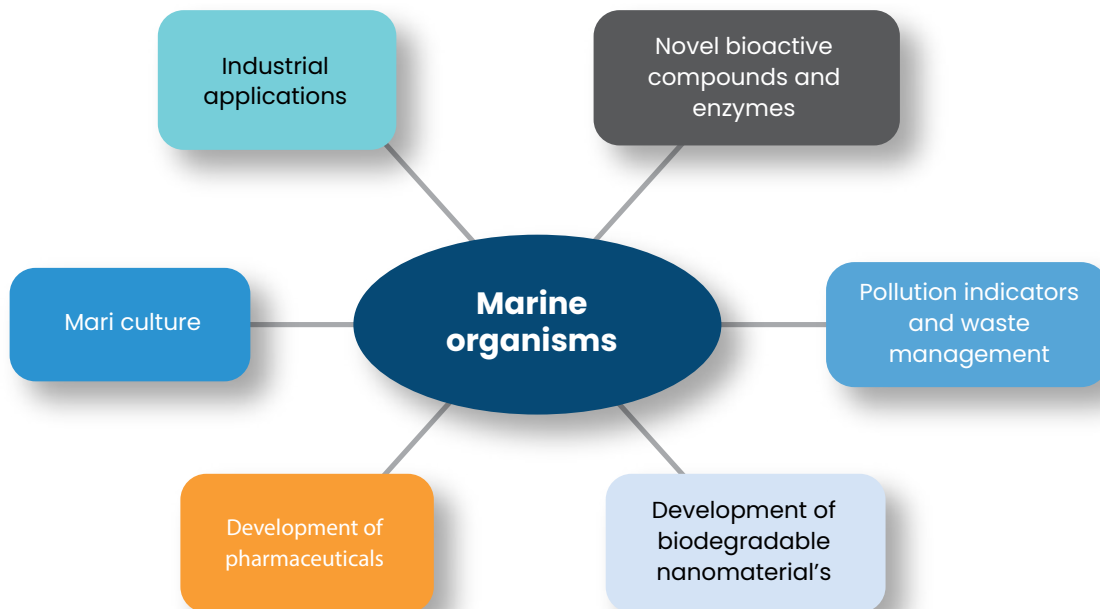 Industrial
applications
Novel bioactive
compounds and
enzymes
Mari culture
Marine
organisms
Pollution indicators
and waste
management
Development of
pharmaceuticals
Development of
biodegradable
nanomaterial's